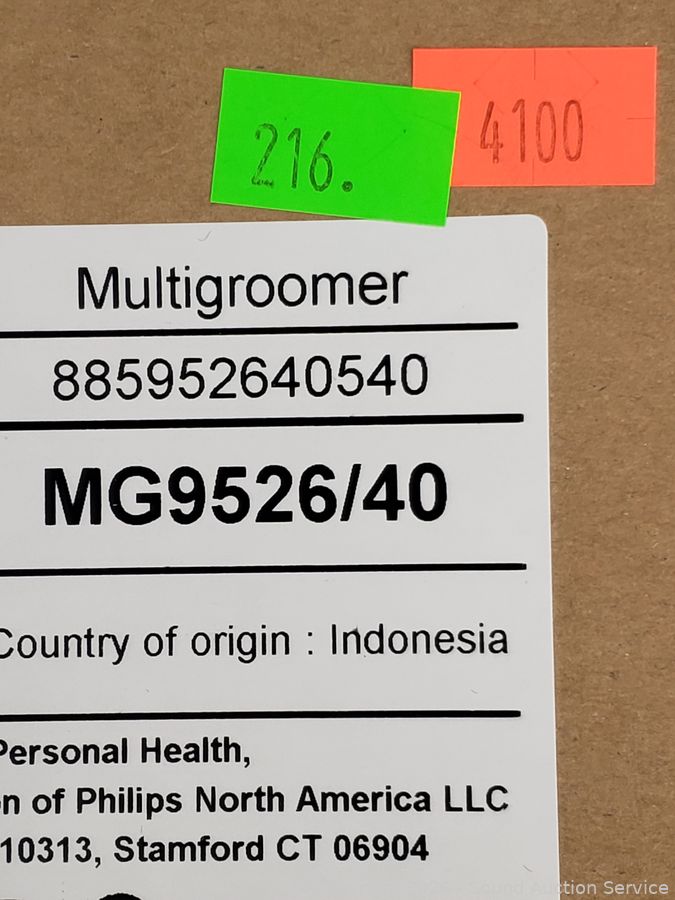 216.
4100
Multigroomer
885952640540
MG9526/40
Country of origin : Indonesia
Personal Health,
n of Philips North America LLC
10313, Stamford CT 06904
Sound Auction Service